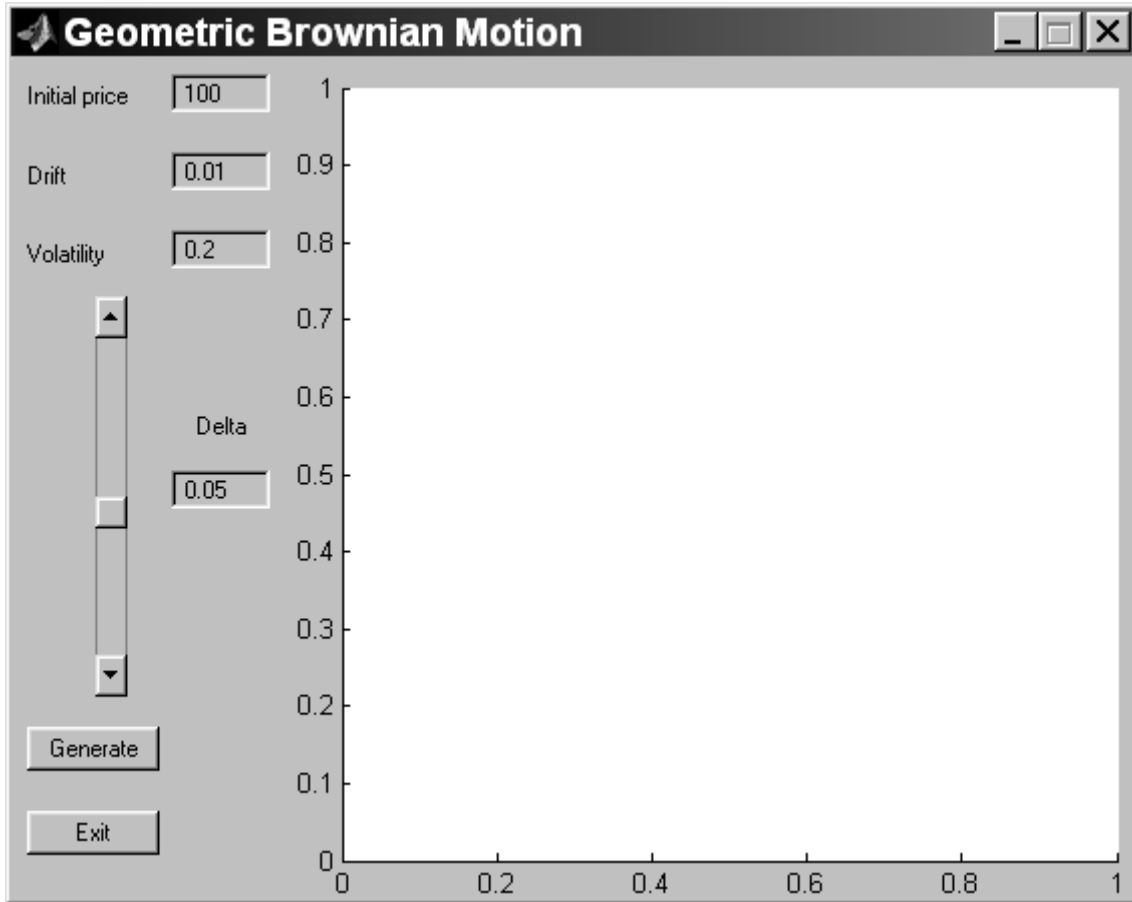 Geometric Brownian Motion
Initial price 100
Drift 0.01
Volatility 0.2
Delta
0.05
Generate
Exit
1
0.9
0.8
0.7
0.6
0.5
0.4
0.3
0.2
0.1
0
0 0.2 0.4 0.6 0.8 1